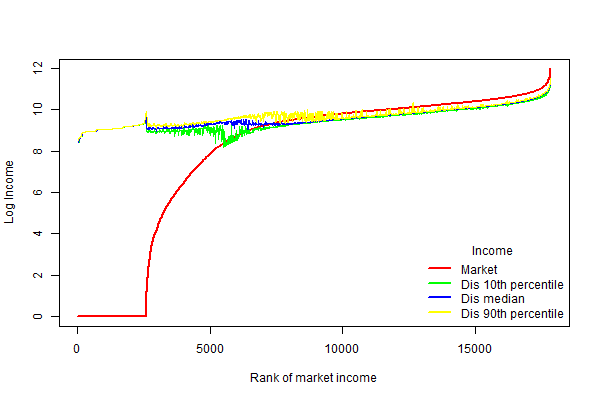 Log Income
12
10
8
6
4
2
0
Income
Market
Dis 10th percentile
Dis median
Dis 90th percentile
0 5000 10000 15000
Rank of market income